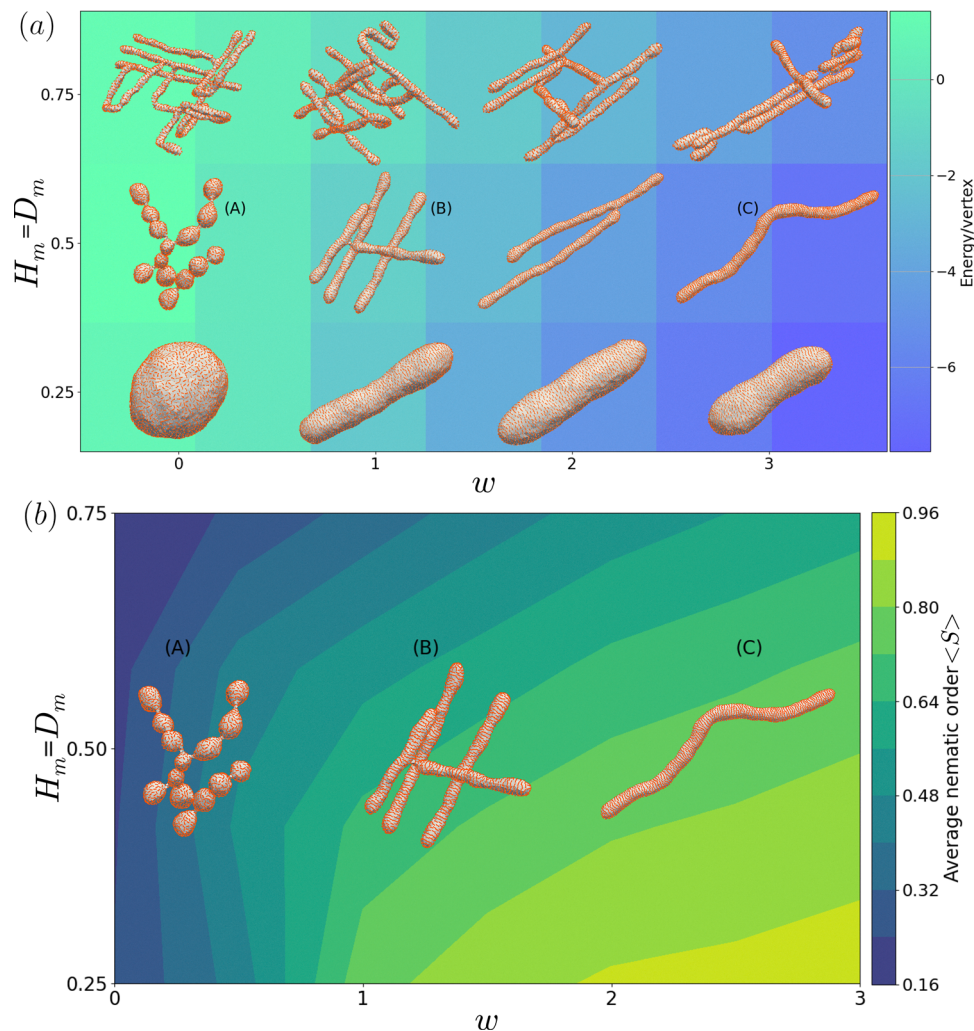 (a)
H_m=D_m
0.75
0.5
0.25
(A)
(B)
(C)
0
1
2
3
w
0
−2
−4
−6
Energy/vertex
(b)
H_m=D_m
0.75
0.50
0.25
(A)
(B)
(C)
0
1
2
3
w
0.96
0.80
0.64
0.48
0.32
0.16
Average nematic order<S>